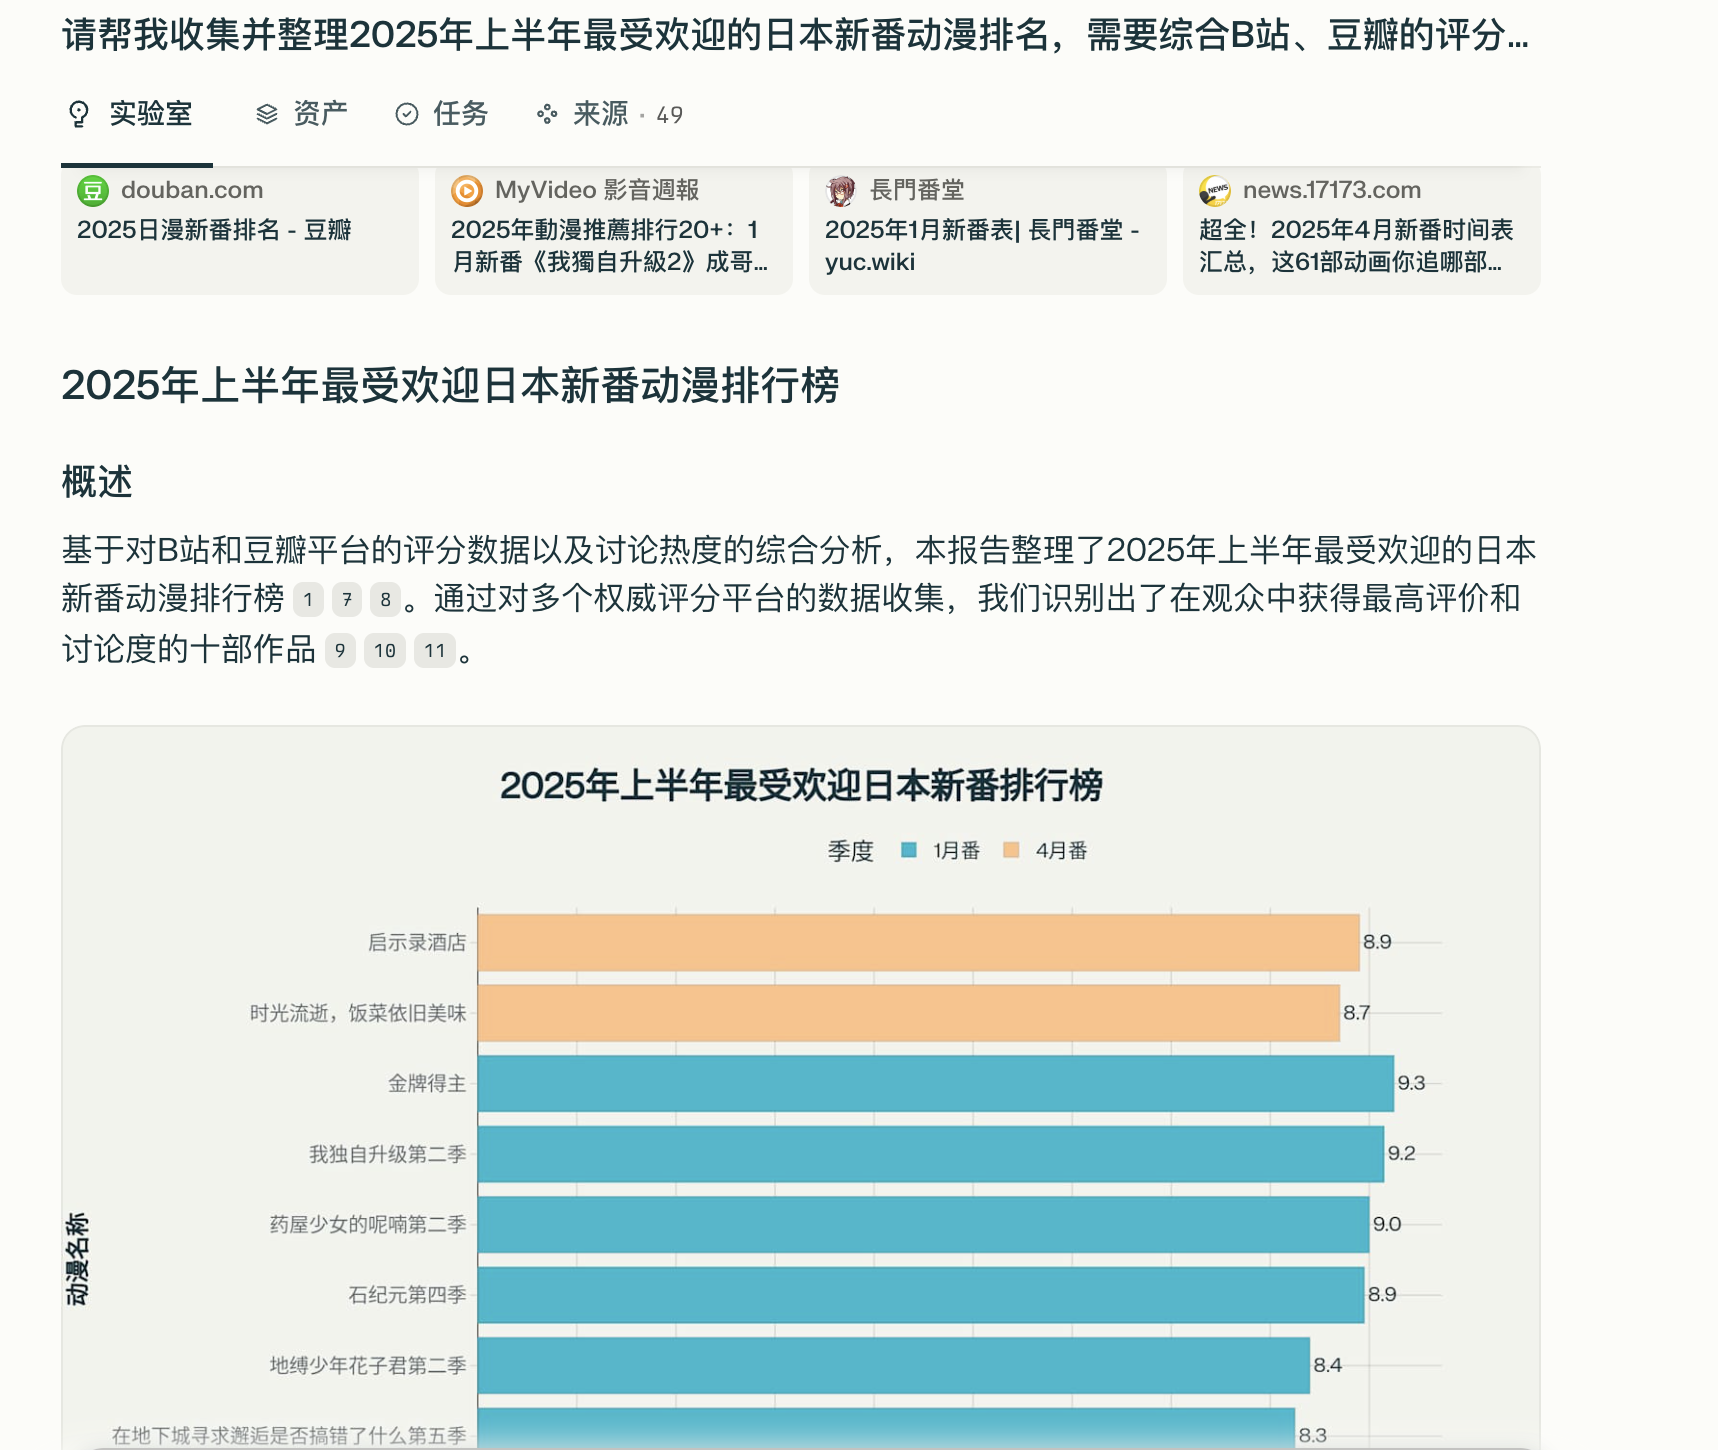 请帮我收集并整理2025年上半年最受欢迎的日本新番动漫排名，需要综合B站、豆瓣的评分...
实验室
资产
任务
来源 · 49
douban.com
2025日漫新番排名 - 豆瓣
MyVideo 影音週報
2025年動漫推薦排行20+：1
月新番《我獨自升級2》成哥...
長門番堂
2025年1月新番表| 長門番堂 -
yuc.wiki
news.17173.com
超全！2025年4月新番时间表
汇总，这61部动画你追哪部...
2025年上半年最受欢迎日本新番动漫排行榜
概述
基于对B站和豆瓣平台的评分数据以及讨论热度的综合分析，本报告整理了2025年上半年最受欢迎的日本
新番动漫排行榜 1 7 8 。通过对多个权威评分平台的数据收集，我们识别出了在观众中获得最高评价和
讨论度的十部作品 9 10 11 。
2025年上半年最受欢迎日本新番排行榜
季度 1月番 4月番
启示录酒店 8.9
时光流逝，饭菜依旧美味 8.7
金牌得主 9.3
我独自升级第二季 9.2
药屋少女的呢喃第二季 9.0
石纪元第四季 8.9
地缚少年花子君第二季 8.4
在地下城寻求邂逅是否搞错了什么第五季 8.3
动漫名称